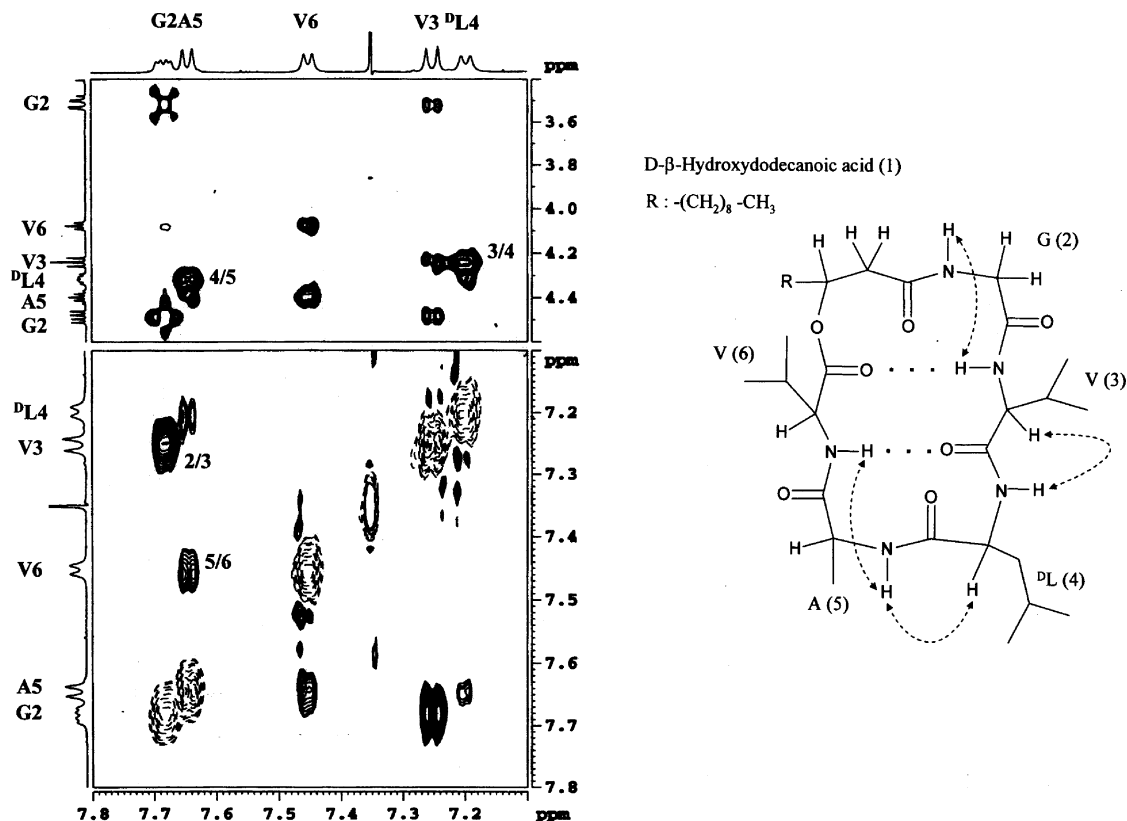 G2A5 V6 V3 ᴰL4
ppm
G2
3.6
3.8
V6
4.0
V3
4.2
3/4
ᴰL4
4/5
A5
4.4
G2
ppm
ᴰL4
7.2
V3
2/3
7.3
7.4
V6
5/6
7.5
7.6
A5
G2
7.7
7.8
7.8 7.7 7.6 7.5 7.4 7.3 7.2 ppm
D-β-Hydroxydodecanoic acid (1)
R : -(CH₂)₈ -CH₃
H
H H H G (2)
N
R H
O O
O
V (6) O H N V (3)
H
H N H O
N H
O O
H N
H H ᴰL (4)
A (5)